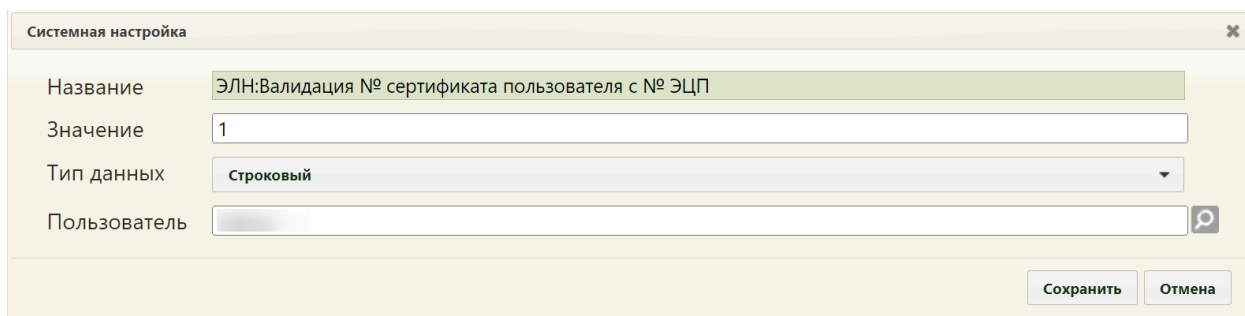 Системная настройка
Название ЭЛН:Валидация № сертификата пользователя с № ЭЦП
Значение 1
Тип данных Строковый
Пользователь
Сохранить Отмена